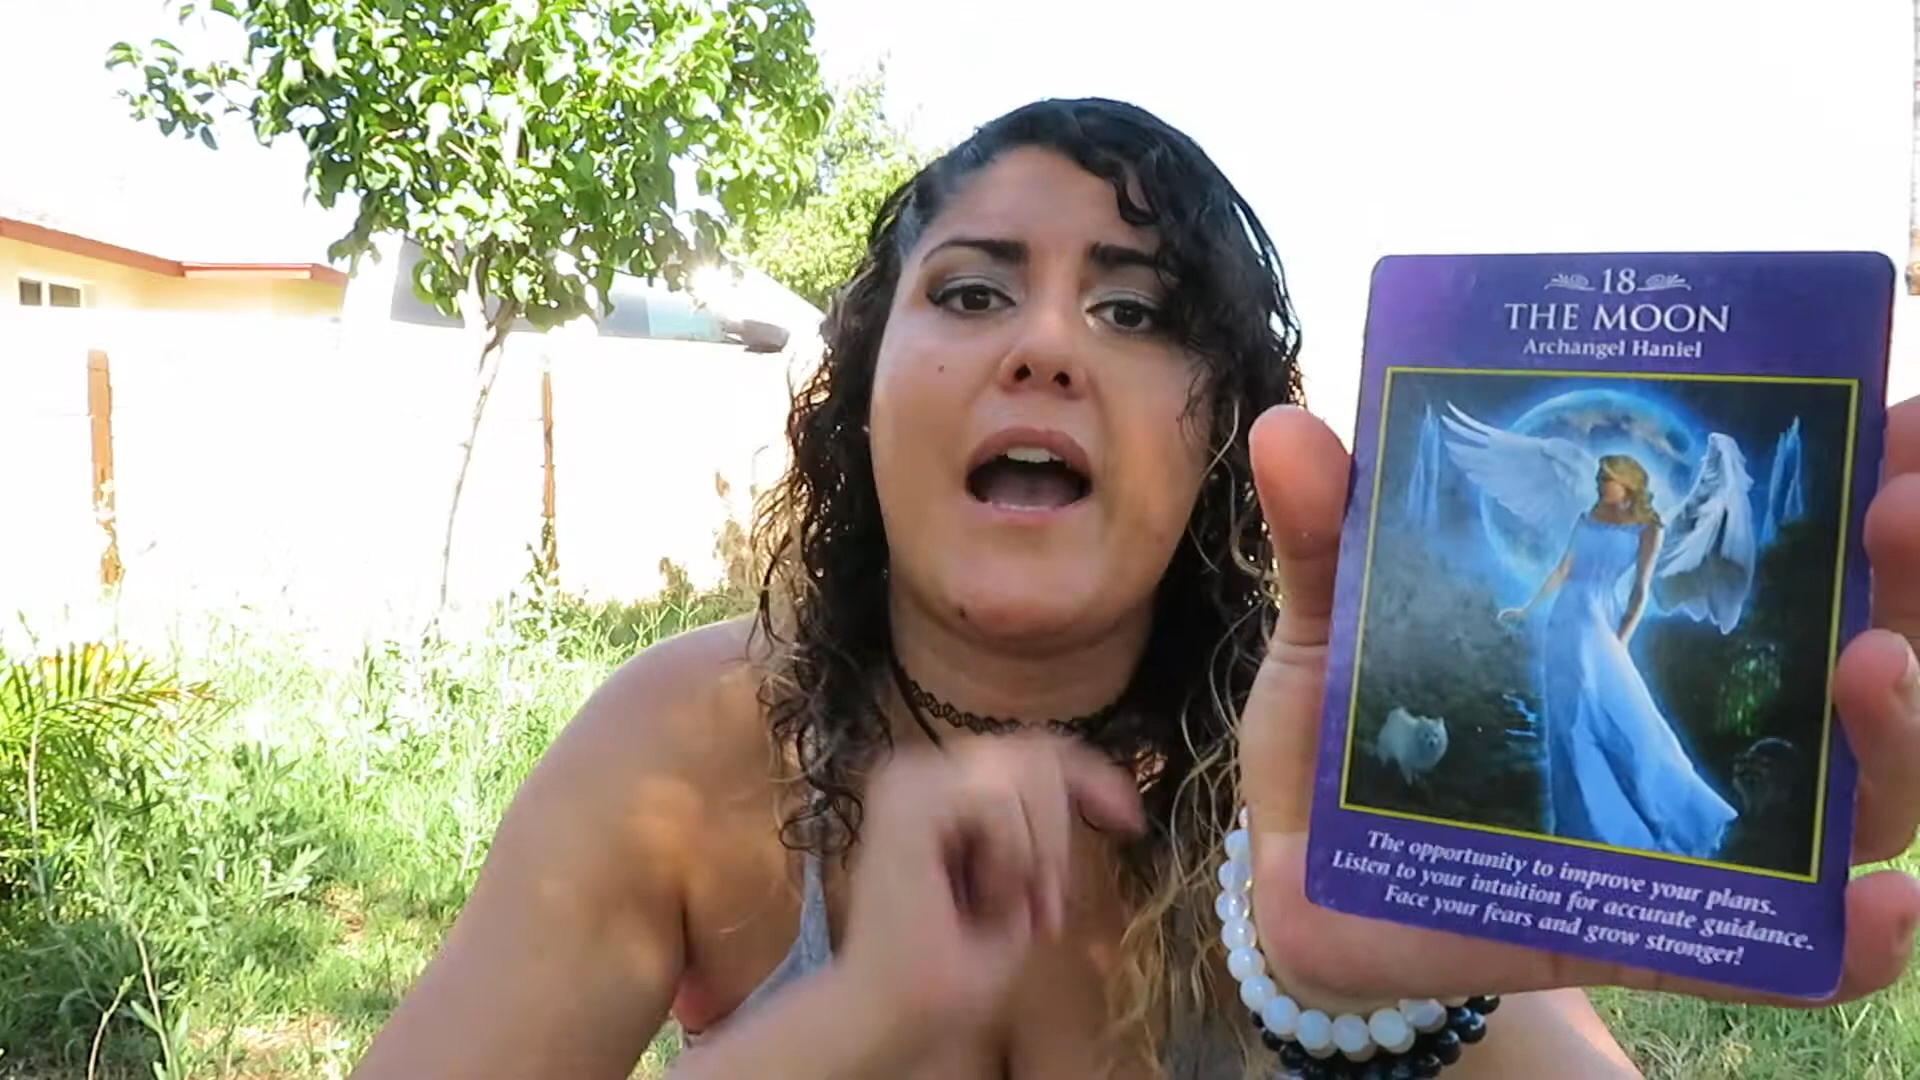 18
THE MOON
Archangel Haniel
The opportunity to improve your plans.
Listen to your intuition for accurate guidance.
Face your fears and grow stronger!